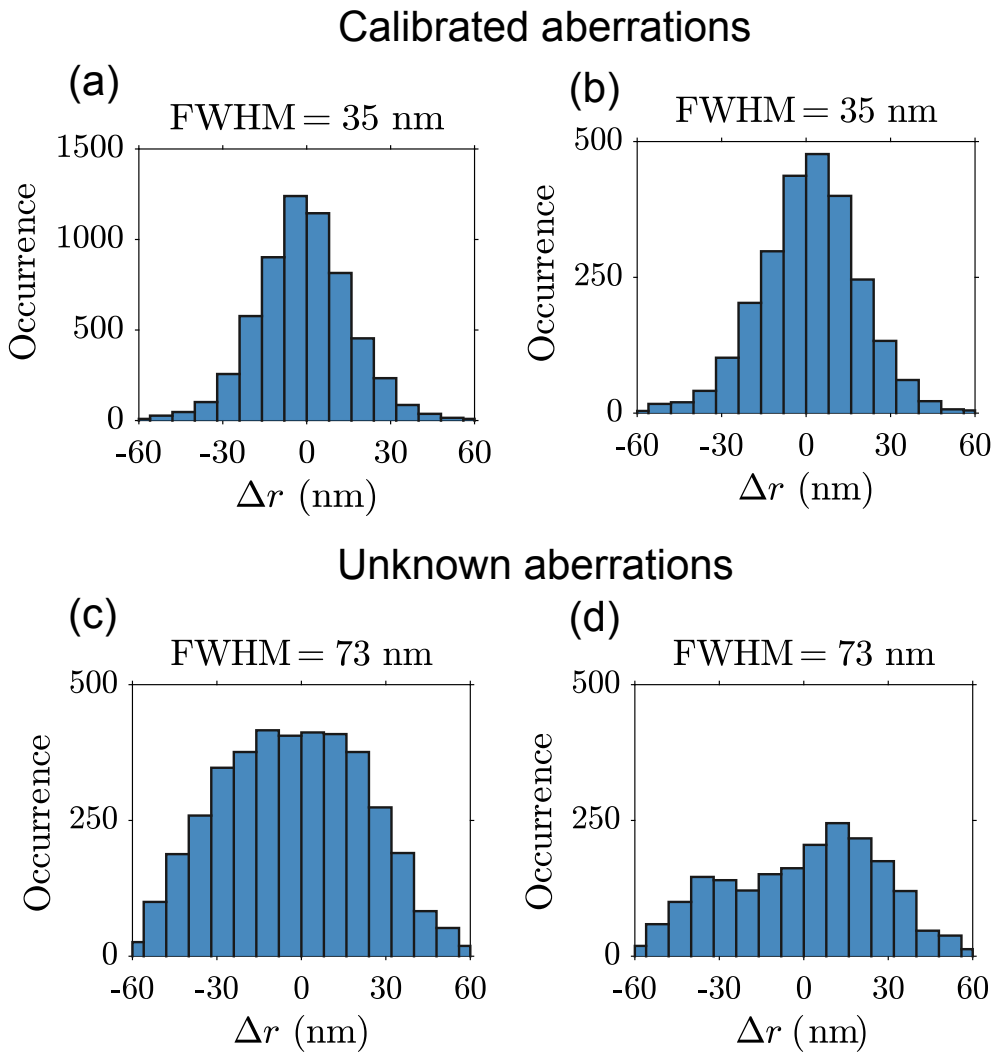 Calibrated aberrations
(a)
FWHM = 35 nm
1500
1000
500
0
Occurrence
-60 -30 0 30 60
Δr (nm)
(b)
FWHM = 35 nm
500
250
0
Occurrence
-60 -30 0 30 60
Δr (nm)
Unknown aberrations
(c)
FWHM = 73 nm
500
250
0
Occurrence
-60 -30 0 30 60
Δr (nm)
(d)
FWHM = 73 nm
500
250
0
Occurrence
-60 -30 0 30 60
Δr (nm)